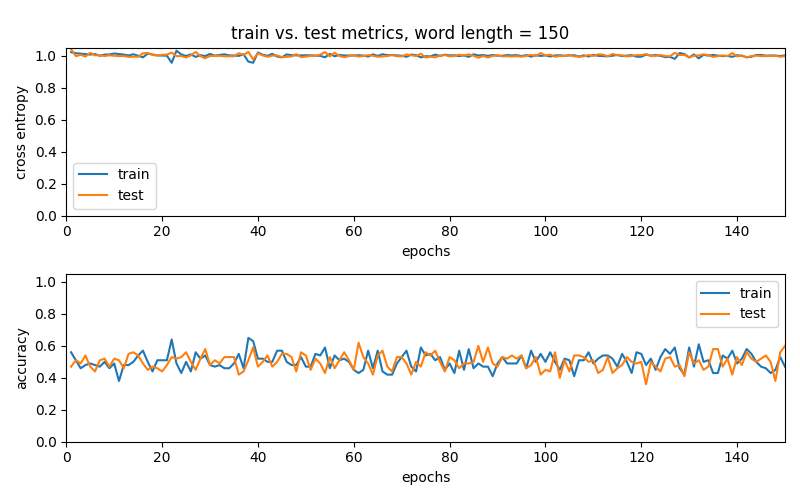 train vs. test metrics, word length = 150
1.0
0.8
0.6
0.4
0.2
0.0
cross entropy
train
test
0 20 40 60 80 100 120 140
epochs
1.0
0.8
0.6
0.4
0.2
0.0
accuracy
train
test
0 20 40 60 80 100 120 140
epochs